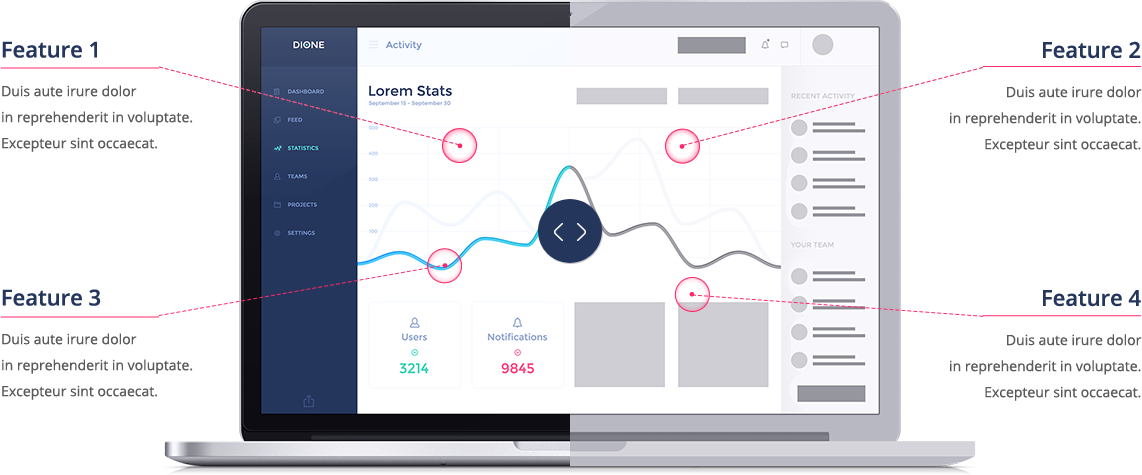 Feature 1
Duis aute irure dolor
in reprehenderit in voluptate.
Excepteur sint occaecat.
Feature 3
Duis aute irure dolor
in reprehenderit in voluptate.
Excepteur sint occaecat.
DIONE
DASHBOARD
FEED
STATISTICS
TEAMS
PROJECTS
SETTINGS
Activity
Lorem Stats
September 15 - September 30
500
400
300
200
100
Users
3214
Notifications
9845
RECENT ACTIVITY
YOUR TEAM
Feature 2
Duis aute irure dolor
in reprehenderit in voluptate.
Excepteur sint occaecat.
Feature 4
Duis aute irure dolor
in reprehenderit in voluptate.
Excepteur sint occaecat.